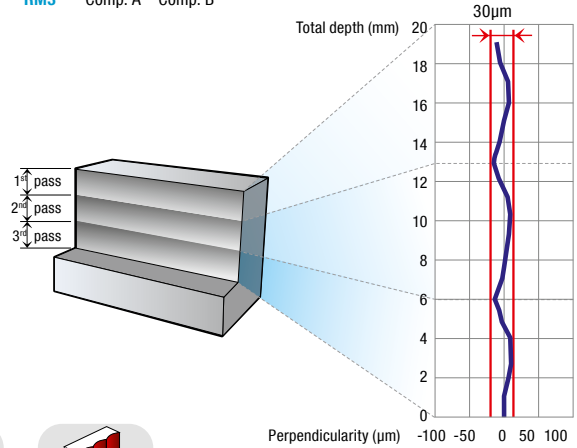 RMS Comp. A Comp. B
30μm
Total depth (mm)
20
18
16
14
12
10
8
6
4
2
0
1st pass
2nd pass
3rd pass
Perpendicularity (μm)
-100 -50 0 50 100